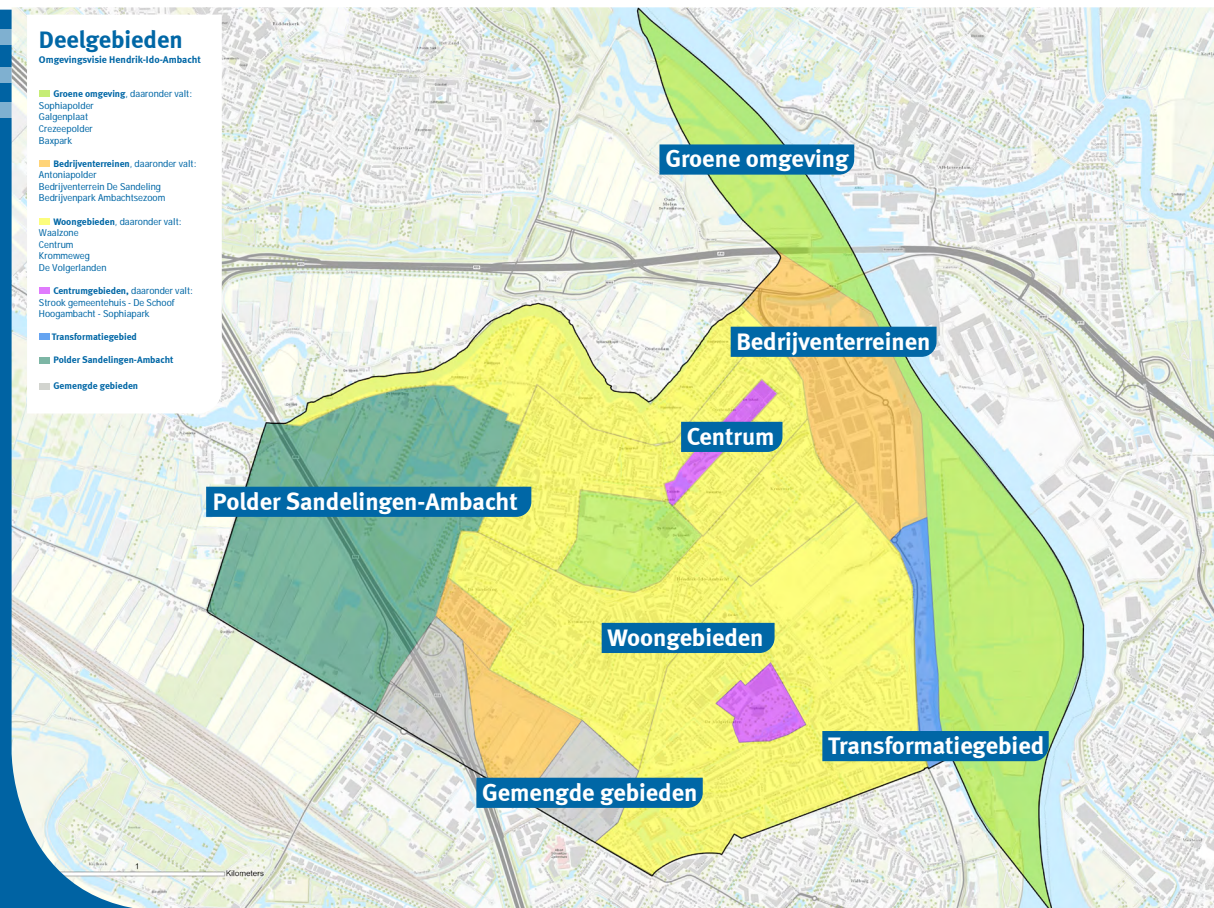 Deelgebieden
Omgevingsvisie Hendrik-Ido-Ambacht
Groene omgeving, daaronder valt:
Sophiapolder
Galgenplaat
Crezeepolder
Baxpark
Bedrijventerreinen, daaronder valt:
Antoniapolder
Bedrijventerrein De Sandeling
Bedrijvenpark Ambachtsezoom
Woongebieden, daaronder valt:
Waalzone
Centrum
Krommeweg
De Volgerlanden
Centrumgebieden, daaronder valt:
Strook gemeentehuis - De Schoof
Hoogambacht - Sophiapark
Transformatiegebied
Polder Sandelingen-Ambacht
Gemengde gebieden
Groene omgeving
Bedrijventerreinen
Centrum
Polder Sandelingen-Ambacht
Woongebieden
Transformatiegebied
Gemengde gebieden
1
Kilometers